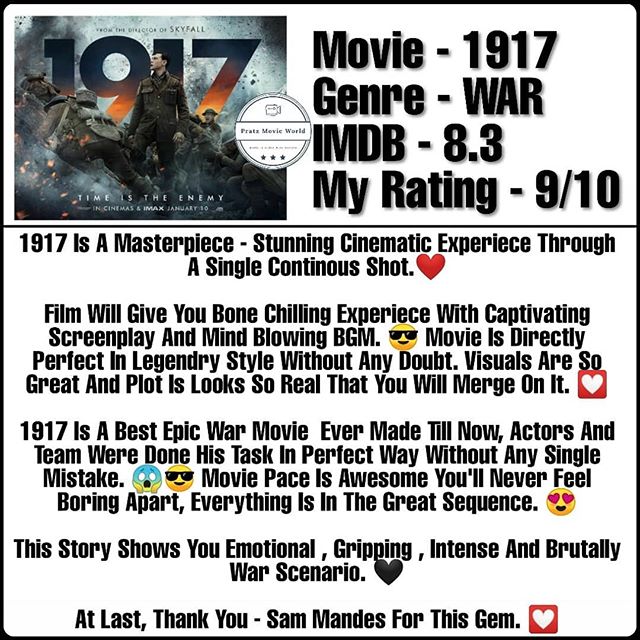 FROM THE DIRECTOR OF SKYFALL
1917
Pratz Movie World
TIME IS THE ENEMY
IN CINEMAS & IMAX JANUARY 10
Movie - 1917
Genre - WAR
IMDB - 8.3
My Rating - 9/10
1917 Is A Masterpiece - Stunning Cinematic Experiece Through
A Single Continous Shot.❤️
Film Will Give You Bone Chilling Experiece With Captivating
Screenplay And Mind Blowing BGM. 😎 Movie Is Directly
Perfect In Legendry Style Without Any Doubt. Visuals Are So
Great And Plot Is Looks So Real That You Will Merge On It. 💟
1917 Is A Best Epic War Movie Ever Made Till Now, Actors And
Team Were Done His Task In Perfect Way Without Any Single
Mistake. 😱😎 Movie Pace Is Awesome You'll Never Feel
Boring Apart, Everything Is In The Great Sequence. 😍
This Story Shows You Emotional , Gripping , Intense And Brutally
War Scenario. 🖤
At Last, Thank You - Sam Mandes For This Gem. 💟